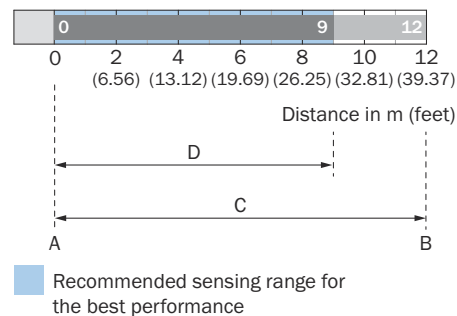 0 9 12
0 2 4 6 8 10 12
(6.56) (13.12) (19.69) (26.25) (32.81) (39.37)
Distance in m (feet)
D
C
A B
Recommended sensing range for
the best performance